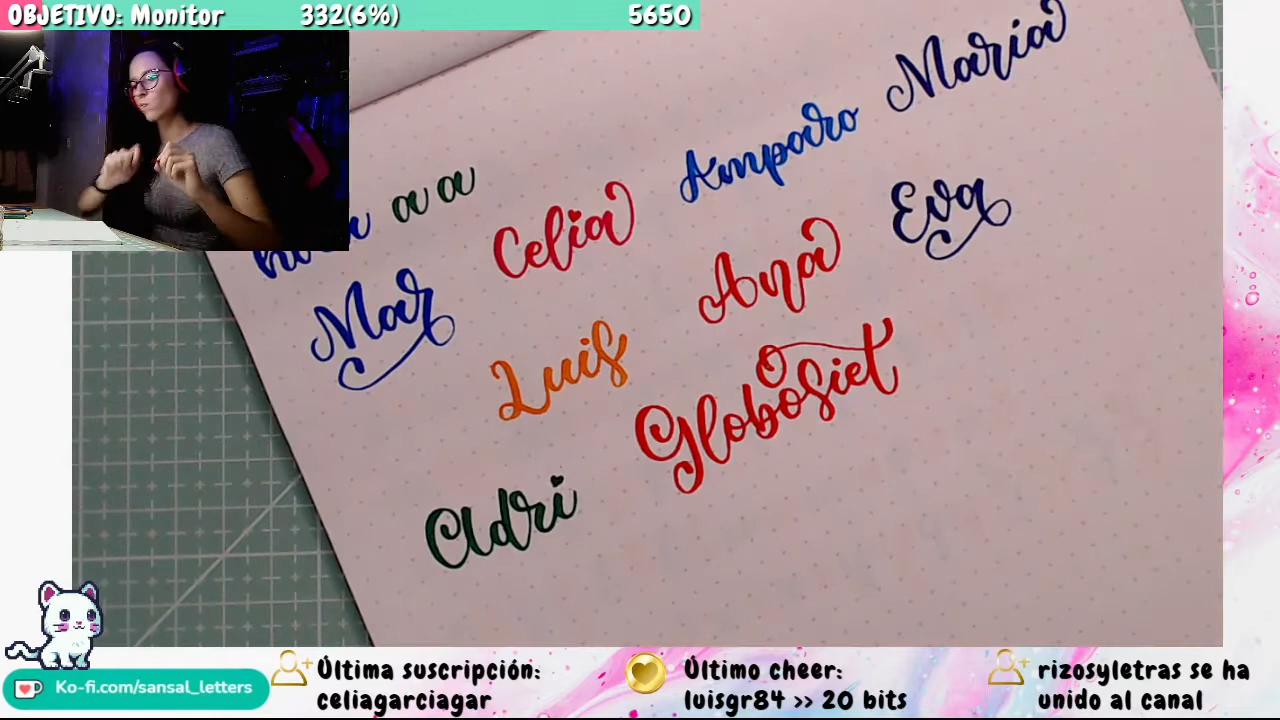 OBJETIVO: Monitor 332(6%) 5650
Maria
Amparo
a a
Celia
Eva
Ana
Mar
Luis
Globosiet
Adri
Ko-fi.com/sansal_letters
Última suscripción:
celiagarciagar
Último cheer:
luisgr84 >> 20 bits
rizosyletras se ha
unido al canal